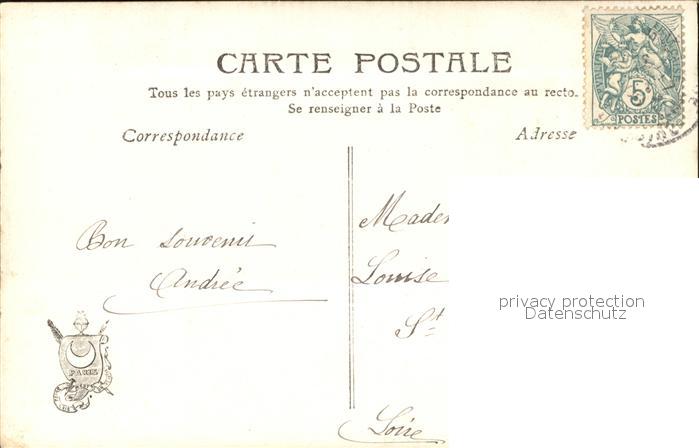 CARTE POSTALE
Tous les pays étrangers n'acceptent pas la correspondance au recto.
Se renseigner à la Poste
Correspondance
Adresse
5c
POSTES
Bon souvenir
Andrée
Mader
Louise
St
Loire
privacy protection
Datenschutz
PARIS